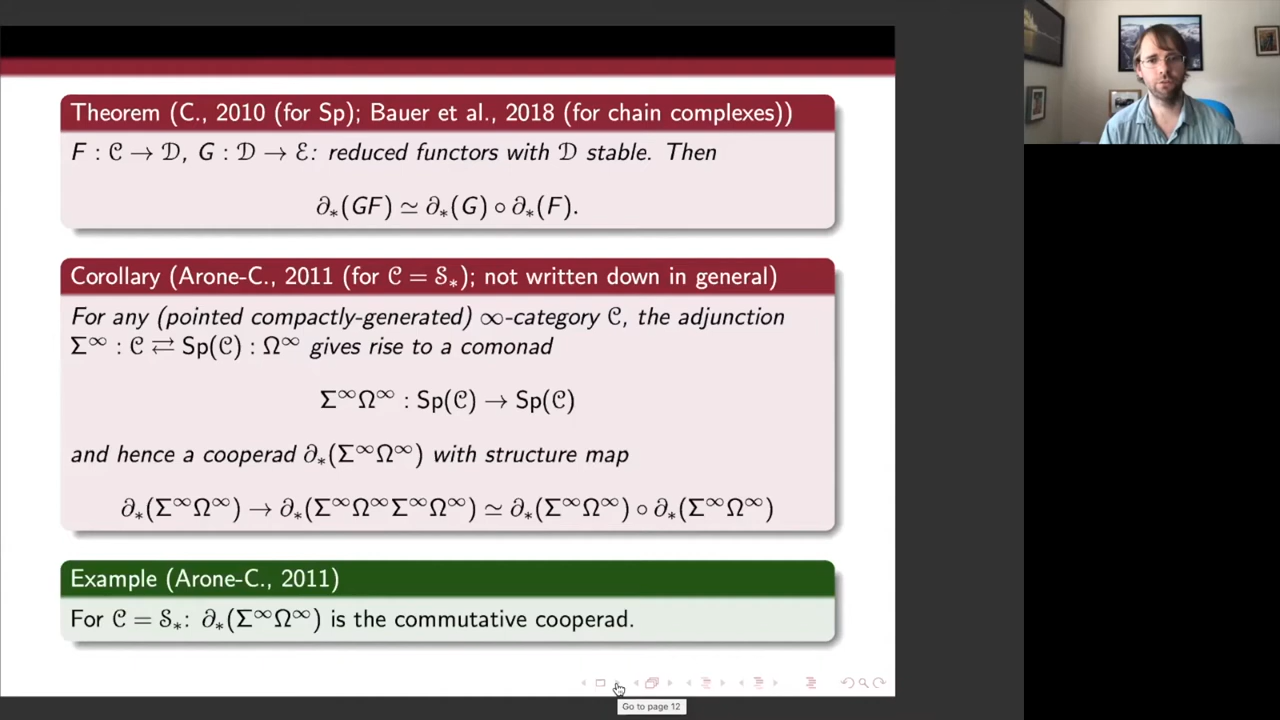 Theorem (C., 2010 (for Sp); Bauer et al., 2018 (for chain complexes))
F : 𝒞 → 𝒟, G : 𝒟 → ℰ: reduced functors with 𝒟 stable. Then
∂∗(GF) ≃ ∂∗(G) ∘ ∂∗(F).
Corollary (Arone-C., 2011 (for 𝒞 = 𝒮∗); not written down in general)
For any (pointed compactly-generated) ∞-category 𝒞, the adjunction
Σ^∞ : 𝒞 ⇄ Sp(𝒞) : Ω^∞ gives rise to a comonad
Σ^∞Ω^∞ : Sp(𝒞) → Sp(𝒞)
and hence a cooperad ∂∗(Σ^∞Ω^∞) with structure map
∂∗(Σ^∞Ω^∞) → ∂∗(Σ^∞Ω^∞Σ^∞Ω^∞) ≃ ∂∗(Σ^∞Ω^∞) ∘ ∂∗(Σ^∞Ω^∞)
Example (Arone-C., 2011)
For 𝒞 = 𝒮∗: ∂∗(Σ^∞Ω^∞) is the commutative cooperad.
Go to page 12